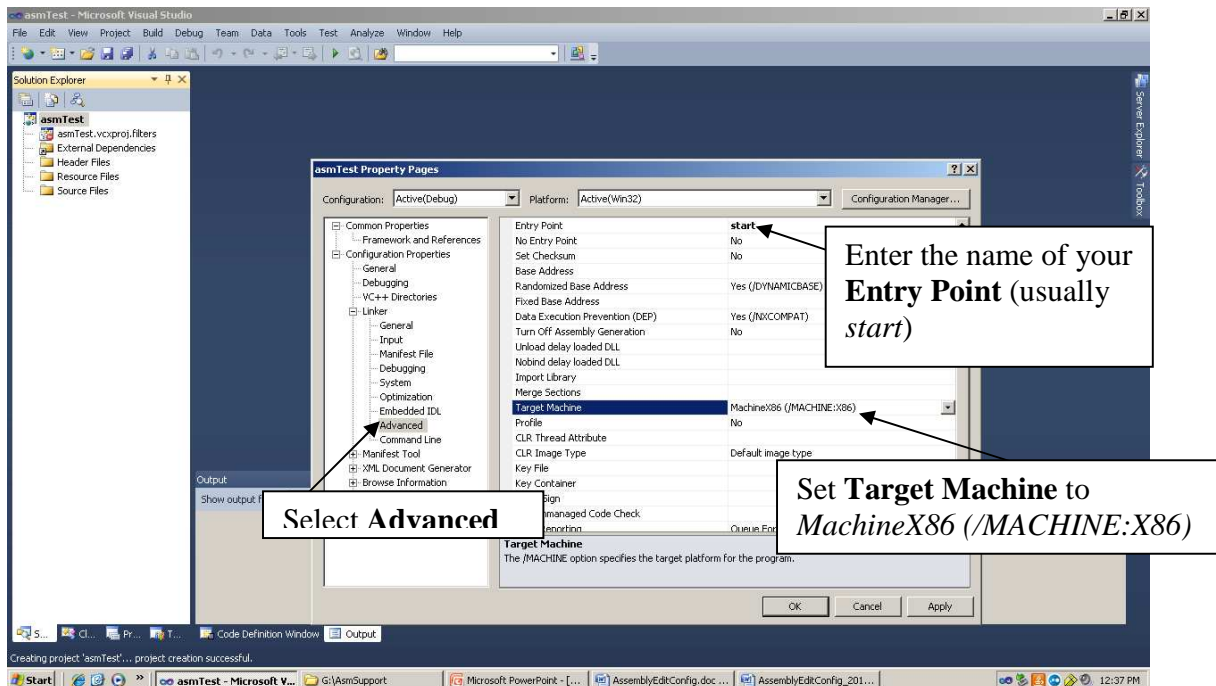 asmTest - Microsoft Visual Studio
File Edit View Project Build Debug Team Data Tools Test Analyze Window Help
Solution Explorer
asmTest
asmTest.vcxproj.filters
External Dependencies
Header Files
Resource Files
Source Files
Server Explorer
Toolbox
asmTest Property Pages
Configuration: Active(Debug) Platform: Active(Win32) Configuration Manager...
Common Properties
Framework and References
Configuration Properties
General
Debugging
VC++ Directories
Linker
General
Input
Manifest File
Debugging
System
Optimization
Embedded IDL
Advanced
Command Line
Manifest Tool
XML Document Generator
Browse Information
Entry Point start
No Entry Point No
Set Checksum No
Base Address
Randomized Base Address Yes (/DYNAMICBASE)
Fixed Base Address
Data Execution Prevention (DEP) Yes (/NXCOMPAT)
Turn Off Assembly Generation No
Unload delay loaded DLL
Nobind delay loaded DLL
Import Library
Merge Sections
Target Machine MachineX86 (/MACHINE:X86)
Profile No
CLR Thread Attribute
CLR Image Type Default image type
Key File
Key Container
Sign
Code Check
Queue For
Target Machine
The /MACHINE option specifies the target platform for the program.
OK Cancel Apply
Enter the name of your
Entry Point (usually
start)
Set Target Machine to
MachineX86 (/MACHINE:X86)
Select Advanced
Output
Show output f
S... Cl... Pr... T... Code Definition Window Output
Creating project 'asmTest'... project creation successful.
Start asmTest - Microsoft V... G:\AsmSupport Microsoft PowerPoint - [... AssemblyEditConfig.doc ... AssemblyEditConfig_201... 12:37 PM